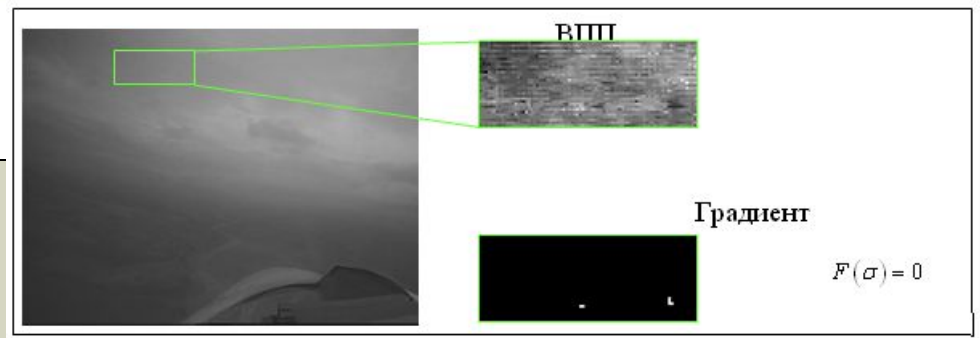 ВПП
Градиент
F(σ) = 0